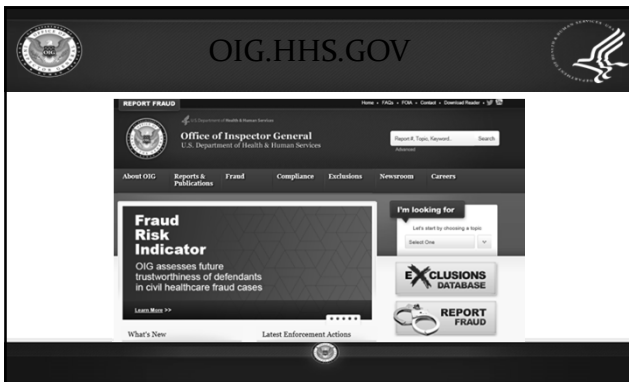 OIG.HHS.GOV
OIG
REPORT FRAUD
Home • FAQs • FOIA • Contact • Download Reader •
U.S. Department of Health & Human Services
Office of Inspector General
U.S. Department of Health & Human Services
Report #, Topic, Keyword...
Search
Advanced
About OIG
Reports &
Publications
Fraud
Compliance
Exclusions
Newsroom
Careers
Fraud
Risk
Indicator
OIG assesses future
trustworthiness of defendants
in civil healthcare fraud cases
Learn More >>
I'm looking for
Let's start by choosing a topic
Select One
EXCLUSIONS
DATABASE
REPORT
FRAUD
What's New
Latest Enforcement Actions